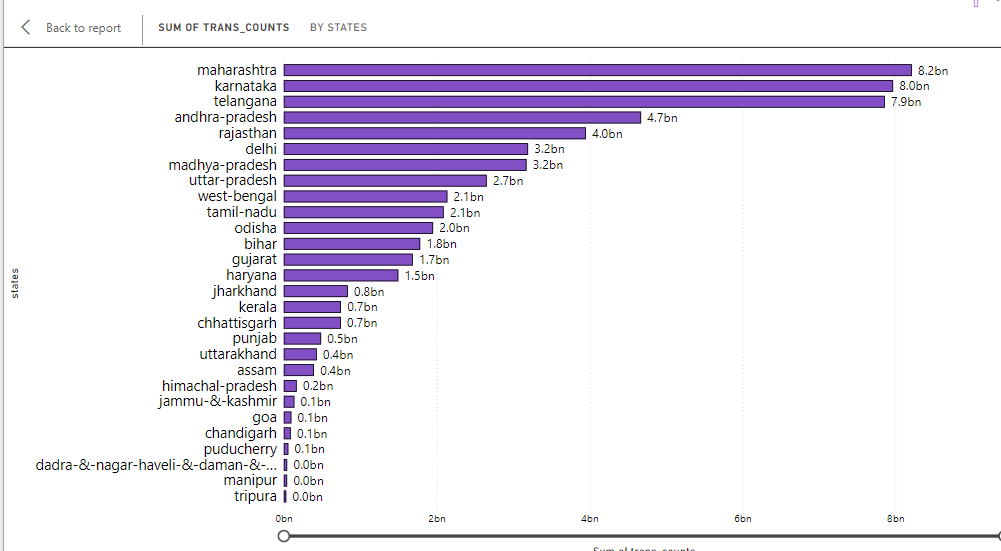 Back to report SUM OF TRANS_COUNTS BY STATES
maharashtra 8.2bn
karnataka 8.0bn
telangana 7.9bn
andhra-pradesh 4.7bn
rajasthan 4.0bn
delhi 3.2bn
madhya-pradesh 3.2bn
uttar-pradesh 2.7bn
west-bengal 2.1bn
tamil-nadu 2.1bn
odisha 2.0bn
bihar 1.8bn
gujarat 1.7bn
haryana 1.5bn
jharkhand 0.8bn
kerala 0.7bn
chhattisgarh 0.7bn
punjab 0.5bn
uttarakhand 0.4bn
assam 0.4bn
himachal-pradesh 0.2bn
jammu-&-kashmir 0.1bn
goa 0.1bn
chandigarh 0.1bn
puducherry 0.1bn
dadra-&-nagar-haveli-&-daman-&-... 0.0bn
manipur 0.0bn
tripura 0.0bn
states
0bn 2bn 4bn 6bn 8bn
Sum of trans_counts